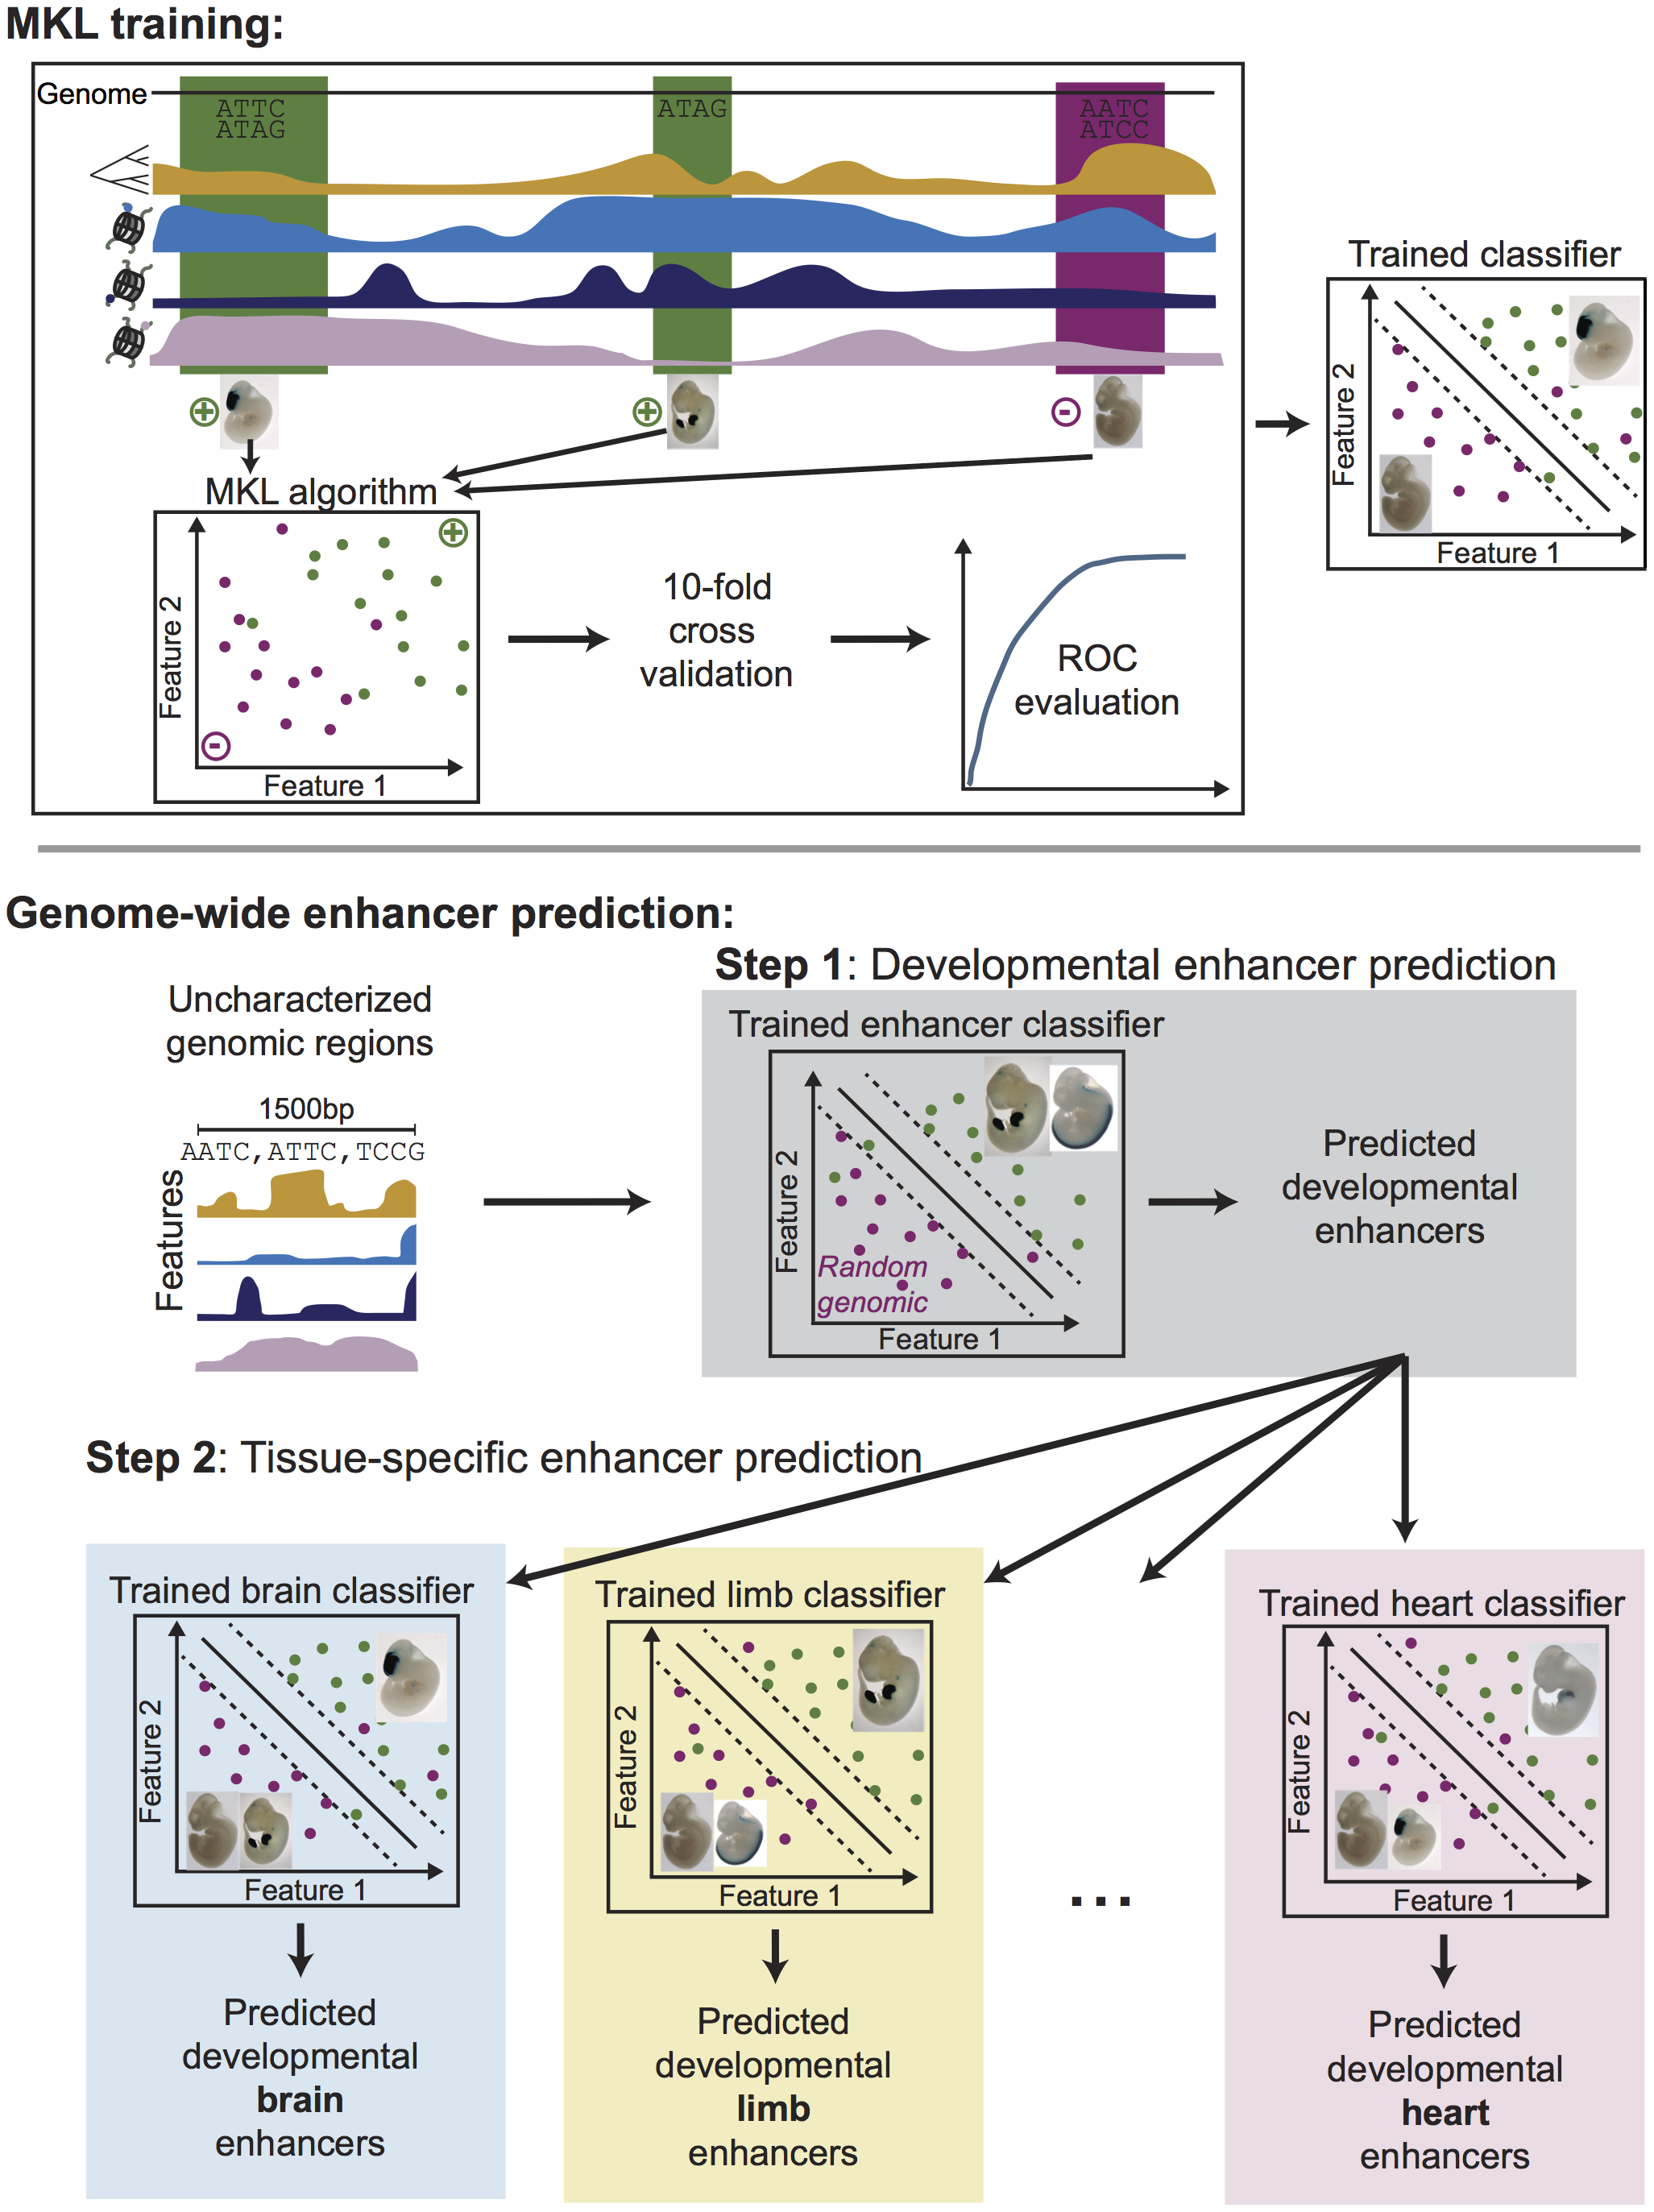 MKL training:
Genome
ATTC
ATAG
ATAG
AATC
ATCC
+
+
-
MKL algorithm
+
Feature 2
-
Feature 1
10-fold
cross
validation
ROC
evaluation
Trained classifier
Feature 2
Feature 1
Genome-wide enhancer prediction:
Uncharacterized
genomic regions
1500bp
AATC,ATTC,TCCG
Features
Step 1: Developmental enhancer prediction
Trained enhancer classifier
Feature 2
Random
genomic
Feature 1
Predicted
developmental
enhancers
Step 2: Tissue-specific enhancer prediction
Trained brain classifier
Feature 2
Feature 1
Predicted
developmental
brain
enhancers
Trained limb classifier
Feature 2
Feature 1
Predicted
developmental
limb
enhancers
...
Trained heart classifier
Feature 2
Feature 1
Predicted
developmental
heart
enhancers